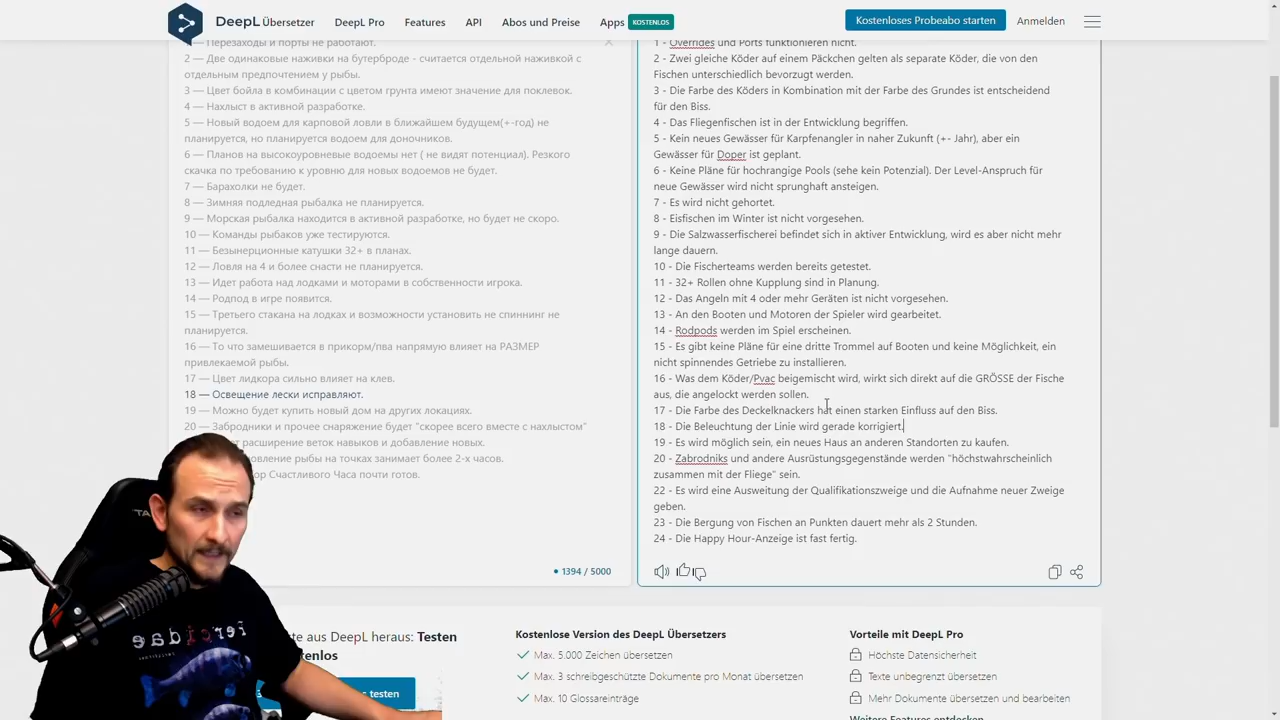 DeepL Übersetzer
DeepL Pro
Features
API
Abos und Preise
Apps KOSTENLOS
Kostenloses Probeabo starten
Anmelden
Перезаходы и порты не работают.
2 — Две одинаковые наживки на бутерброде - считается отдельной наживкой с
отдельным предпочтением у рыбы.
3 — Цвет бойла в комбинации с цветом грунта имеют значение для поклевок.
4 — Нахлыст в активной разработке.
5 — Новый водоем для карповой ловли в ближайшем будущем(+-год) не
планируется, но планируется водоем для доночников.
6 — Планов на высокоуровневые водоемы нет ( не видят потенциал). Резкого
скачка по требованию к уровню для новых водоемов не будет.
7 — Барахолки не будет.
8 — Зимняя подледная рыбалка не планируется.
9 — Морская рыбалка находится в активной разработке, но будет не скоро.
10 — Команды рыбаков уже тестируются.
11 — Безынерционные катушки 32+ в планах.
12 — Ловля на 4 и более снасти не планируется.
13 — Идет работа над лодками и моторами в собственности игрока.
14 — Родпод в игре появится.
15 — Третьего стакана на лодках и возможности установить не спиннинг не
планируется.
16 — То что замешивается в прикорм/пва напрямую влияет на РАЗМЕР
привлекаемой рыбы.
17 — Цвет лидкора сильно влияет на клев.
18 — Освещение лески исправляют.
19 — Можно будет купить новый дом на других локациях.
20 — Забродники и прочее снаряжение будут "скорее всего вместе с нахлыстом"
расширение веток навыков и добавление новых.
рыбы на точках занимает более 2-х часов.
Счастливого Часа почти готов.
1394 / 5000
1 - Overrides und Ports funktionieren nicht.
2 - Zwei gleiche Köder auf einem Päckchen gelten als separate Köder, die von den
Fischen unterschiedlich bevorzugt werden.
3 - Die Farbe des Köders in Kombination mit der Farbe des Grundes ist entscheidend
für den Biss.
4 - Das Fliegenfischen ist in der Entwicklung begriffen.
5 - Kein neues Gewässer für Karpfenangler in naher Zukunft (+- Jahr), aber ein
Gewässer für Doper ist geplant.
6 - Keine Pläne für hochrangige Pools (sehe kein Potenzial). Der Level-Anspruch für
neue Gewässer wird nicht sprunghaft ansteigen.
7 - Es wird nicht gehortet.
8 - Eisfischen im Winter ist nicht vorgesehen.
9 - Die Salzwasserfischerei befindet sich in aktiver Entwicklung, wird es aber nicht mehr
lange dauern.
10 - Die Fischerteams werden bereits getestet.
11 - 32+ Rollen ohne Kupplung sind in Planung.
12 - Das Angeln mit 4 oder mehr Geräten ist nicht vorgesehen.
13 - An den Booten und Motoren der Spieler wird gearbeitet.
14 - Rodpods werden im Spiel erscheinen.
15 - Es gibt keine Pläne für eine dritte Trommel auf Booten und keine Möglichkeit, ein
nicht spinnendes Getriebe zu installieren.
16 - Was dem Köder/Pvac beigemischt wird, wirkt sich direkt auf die GRÖSSE der Fische
aus, die angelockt werden sollen.
17 - Die Farbe des Deckelknackers hat einen starken Einfluss auf den Biss.
18 - Die Beleuchtung der Linie wird gerade korrigiert.
19 - Es wird möglich sein, ein neues Haus an anderen Standorten zu kaufen.
20 - Zabrodniks und andere Ausrüstungsgegenstände werden "höchstwahrscheinlich
zusammen mit der Fliege" sein.
22 - Es wird eine Ausweitung der Qualifikationszweige und die Aufnahme neuer Zweige
geben.
23 - Die Bergung von Fischen an Punkten dauert mehr als 2 Stunden.
24 - Die Happy Hour-Anzeige ist fast fertig.
aus DeepL heraus: Testen
testen
Kostenlose Version des DeepL Übersetzers
Max. 5.000 Zeichen übersetzen
Max. 3 schreibgeschützte Dokumente pro Monat übersetzen
Max. 10 Glossareinträge
Vorteile mit DeepL Pro
Höchste Datensicherheit
Texte unbegrenzt übersetzen
Mehr Dokumente übersetzen und bearbeiten
Weitere Features entdecken